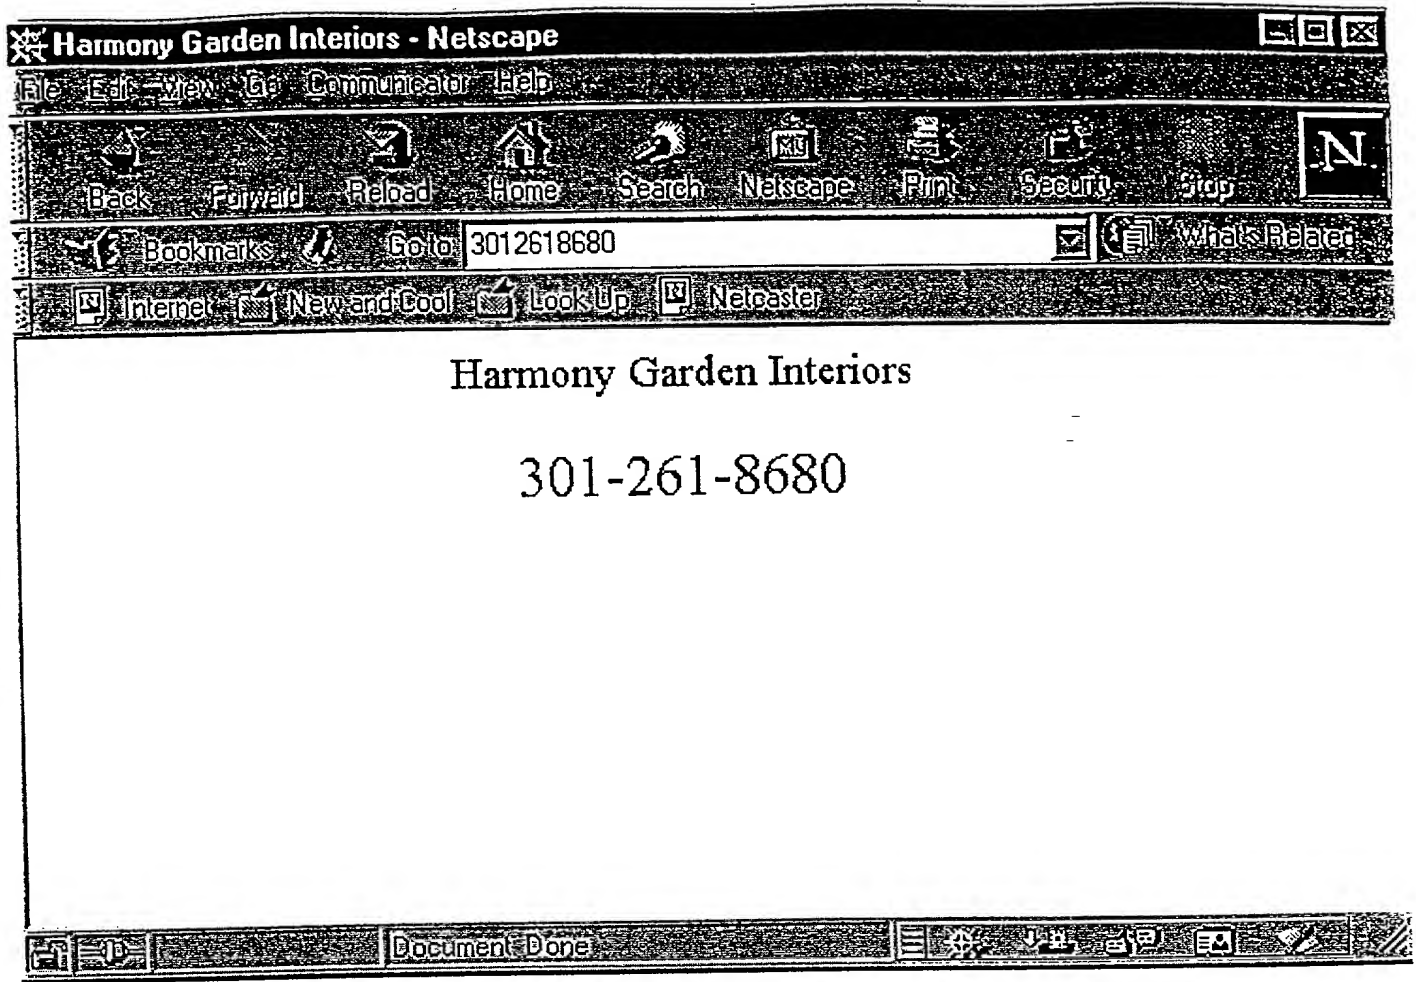 Harmony Garden Interiors - Netscape
File Edit View Go Communicator Help
N
Back Forward Reload Home Search Netscape Print Security Stop
Bookmarks Go to 3012618680 What's Related
Internet New and Cool Look Up Netcaster
Harmony Garden Interiors
301-261-8680
Document Done